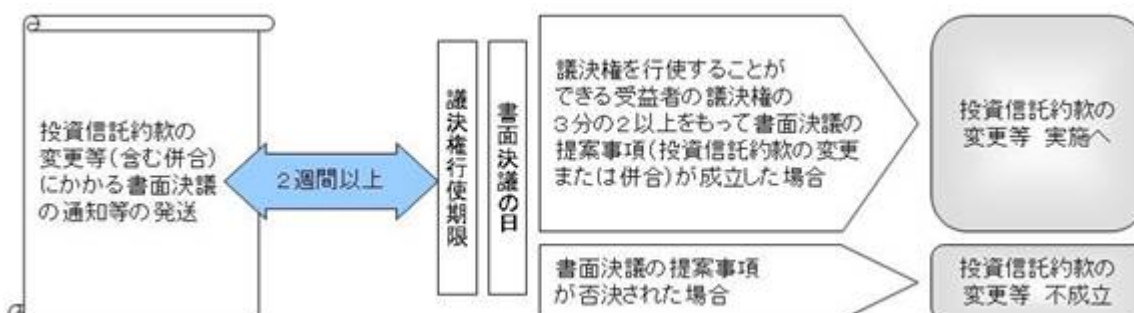 投資信託約款の
変更等(含む併合)
にかかる書面決議
の通知等の発送
2週間以上
議決権行使期限
書面決議の日
議決権を行使することが
できる受益者の議決権の
3分の2以上をもって書面決議の
提案事項(投資信託約款の変更
または併合)が成立した場合
投資信託約款の
変更等 実施へ
書面決議の提案事項
が否決された場合
投資信託約款の
変更等 不成立